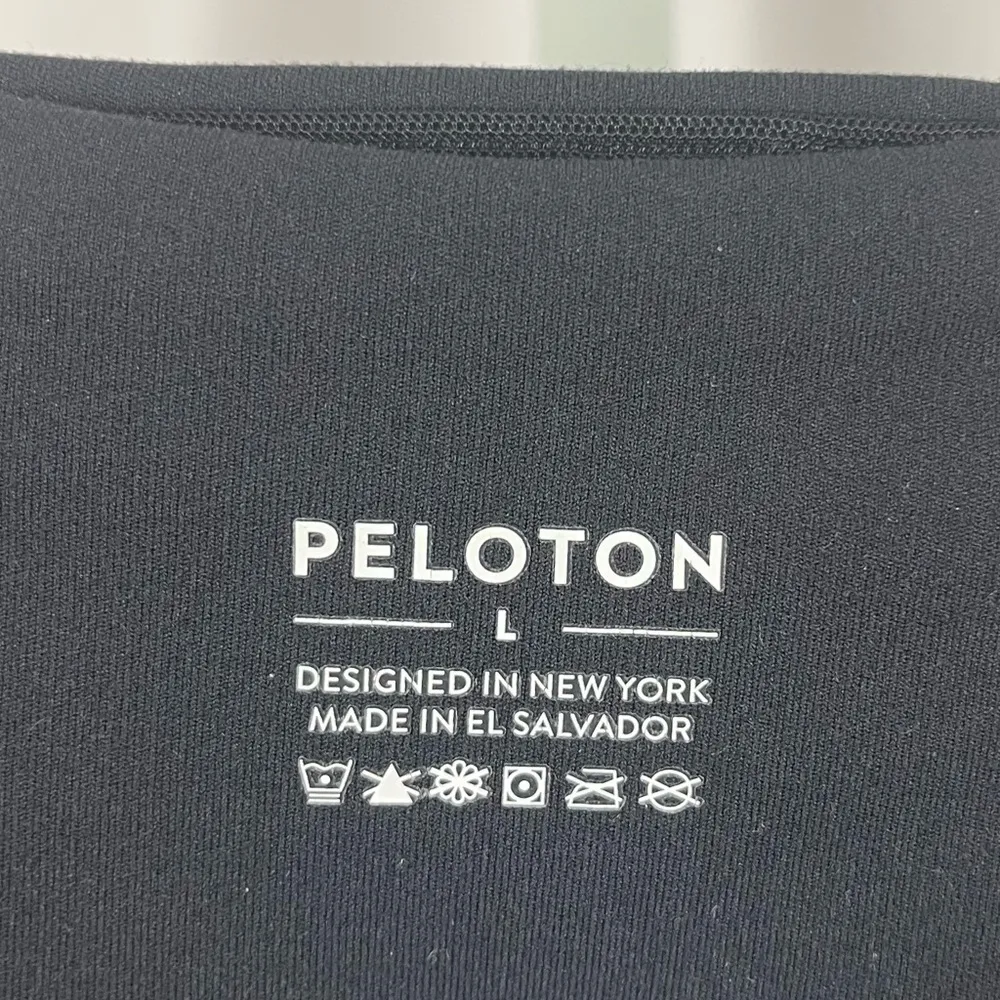 PELOTON
L
DESIGNED IN NEW YORK
MADE IN EL SALVADOR